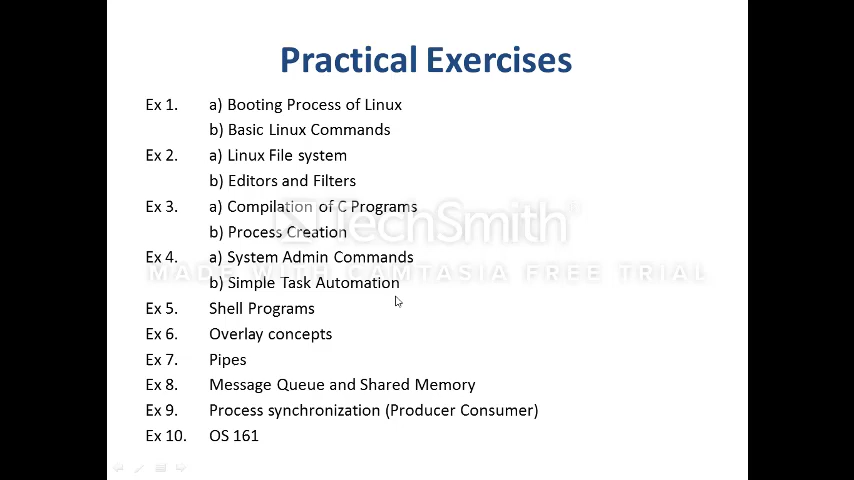 Practical Exercises
Ex 1. a) Booting Process of Linux
b) Basic Linux Commands
Ex 2. a) Linux File system
b) Editors and Filters
Ex 3. a) Compilation of C Programs
TechSmith
b) Process Creation
Ex 4. a) System Admin Commands
MADE WITH CAMTASIA FREE TRIAL
b) Simple Task Automation
Ex 5. Shell Programs
Ex 6. Overlay concepts
Ex 7. Pipes
Ex 8. Message Queue and Shared Memory
Ex 9. Process synchronization (Producer Consumer)
Ex 10. OS 161